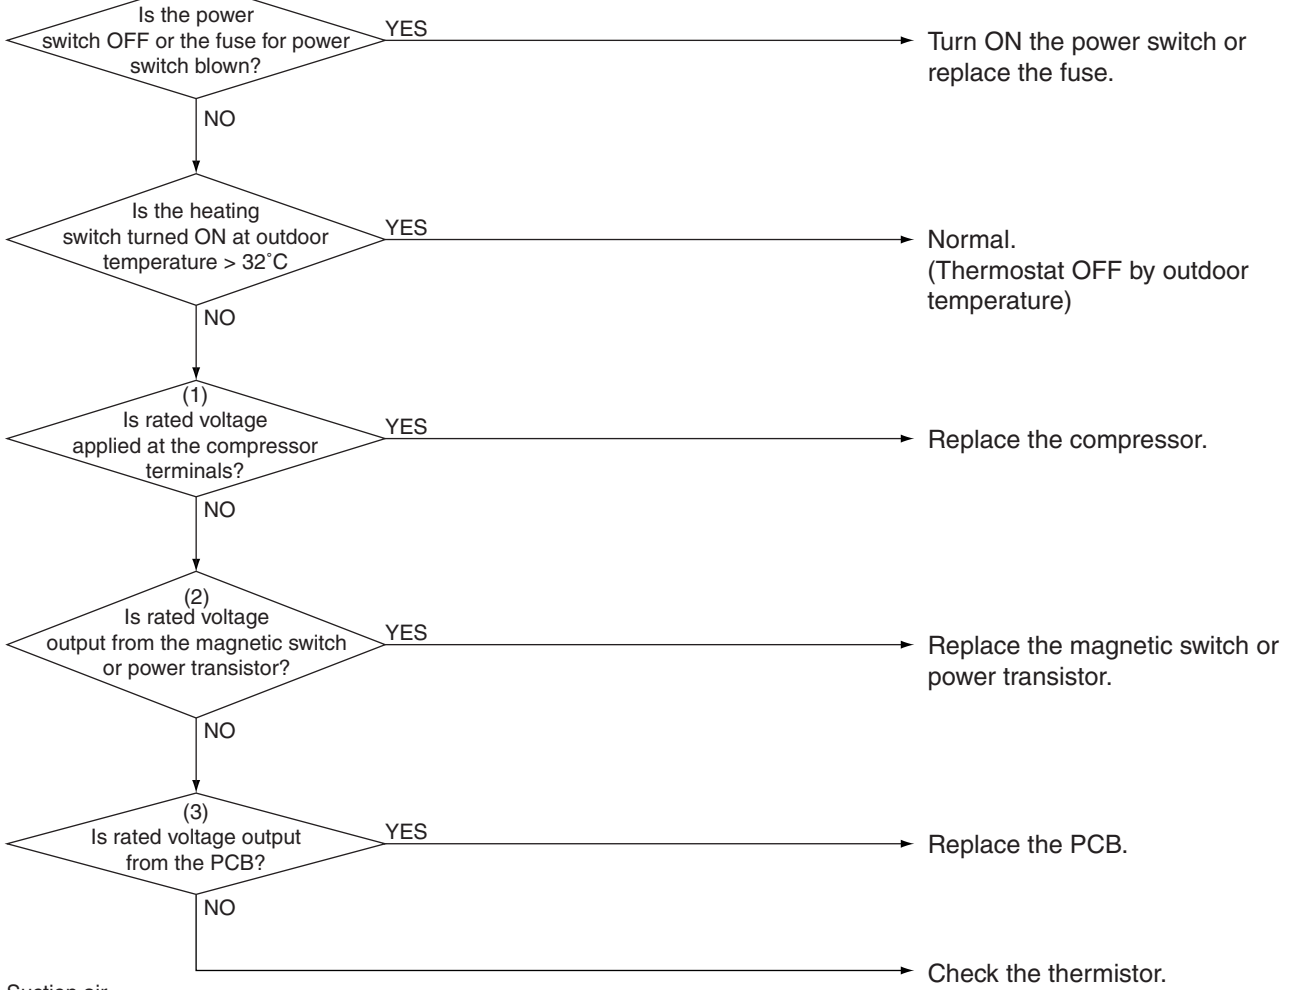 Is the power
switch OFF or the fuse for power
switch blown?
YES
Turn ON the power switch or
replace the fuse.
NO
Is the heating
switch turned ON at outdoor
temperature > 32˚C
YES
Normal.
(Thermostat OFF by outdoor
temperature)
NO
(1)
Is rated voltage
applied at the compressor
terminals?
YES
Replace the compressor.
NO
(2)
Is rated voltage
output from the magnetic switch
or power transistor?
YES
Replace the magnetic switch or
power transistor.
NO
(3)
Is rated voltage output
from the PCB?
YES
Replace the PCB.
NO
Check the thermistor.
Suction air